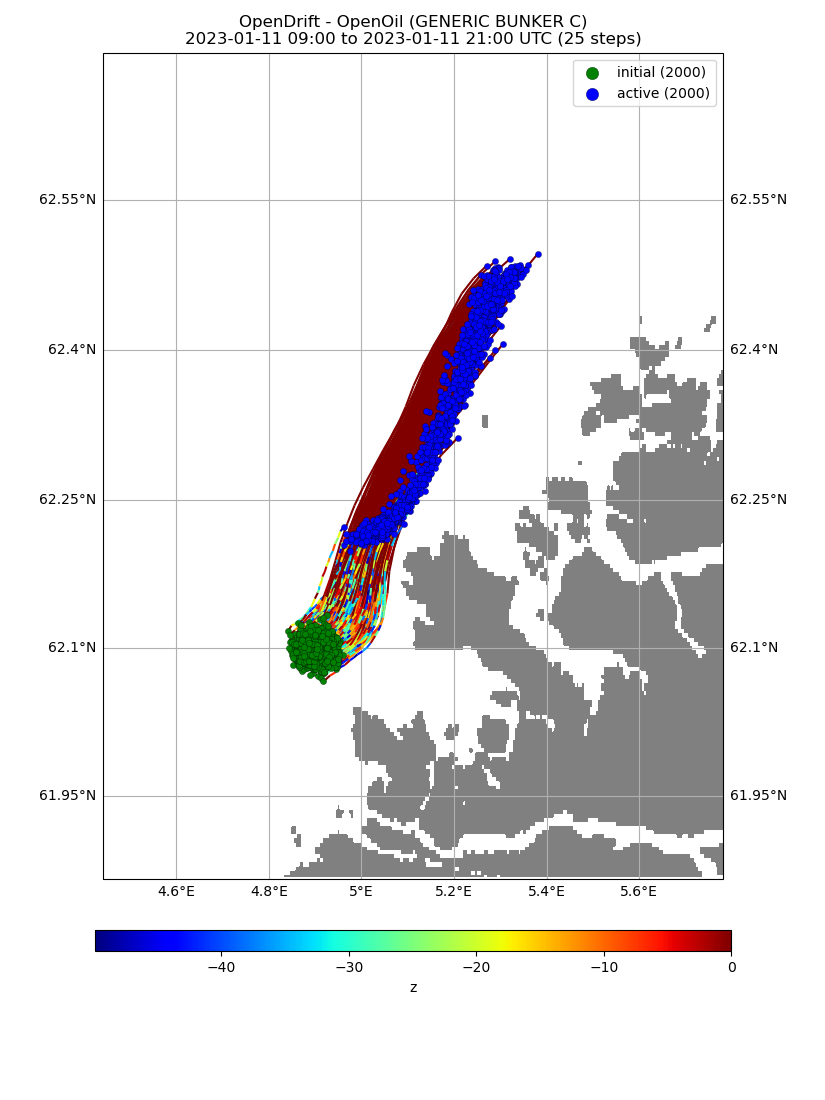 OpenDrift - OpenOil (GENERIC BUNKER C)
2023-01-11 09:00 to 2023-01-11 21:00 UTC (25 steps)
initial (2000)
active (2000)
62.55°N 62.55°N
62.4°N 62.4°N
62.25°N 62.25°N
62.1°N 62.1°N
61.95°N 61.95°N
4.6°E 4.8°E 5°E 5.2°E 5.4°E 5.6°E
−40 −30 −20 −10 0
z